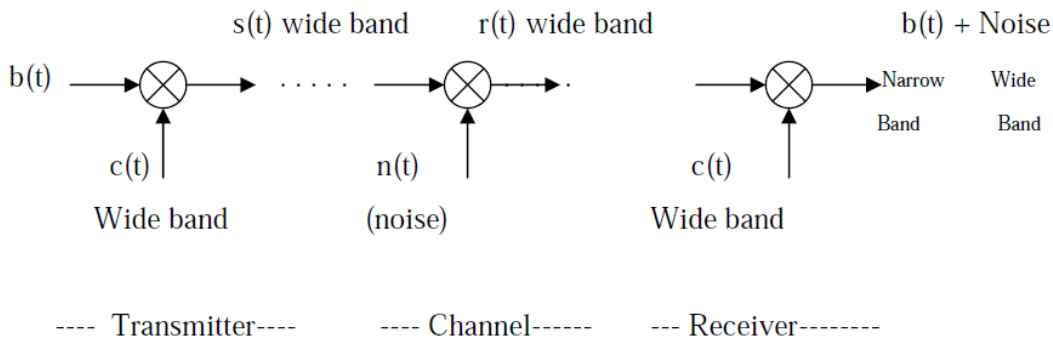 s(t) wide band r(t) wide band b(t) + Noise
b(t) ..... . Narrow Wide
Band Band
c(t) n(t) c(t)
Wide band (noise) Wide band
---- Transmitter---- ---- Channel------ --- Receiver--------